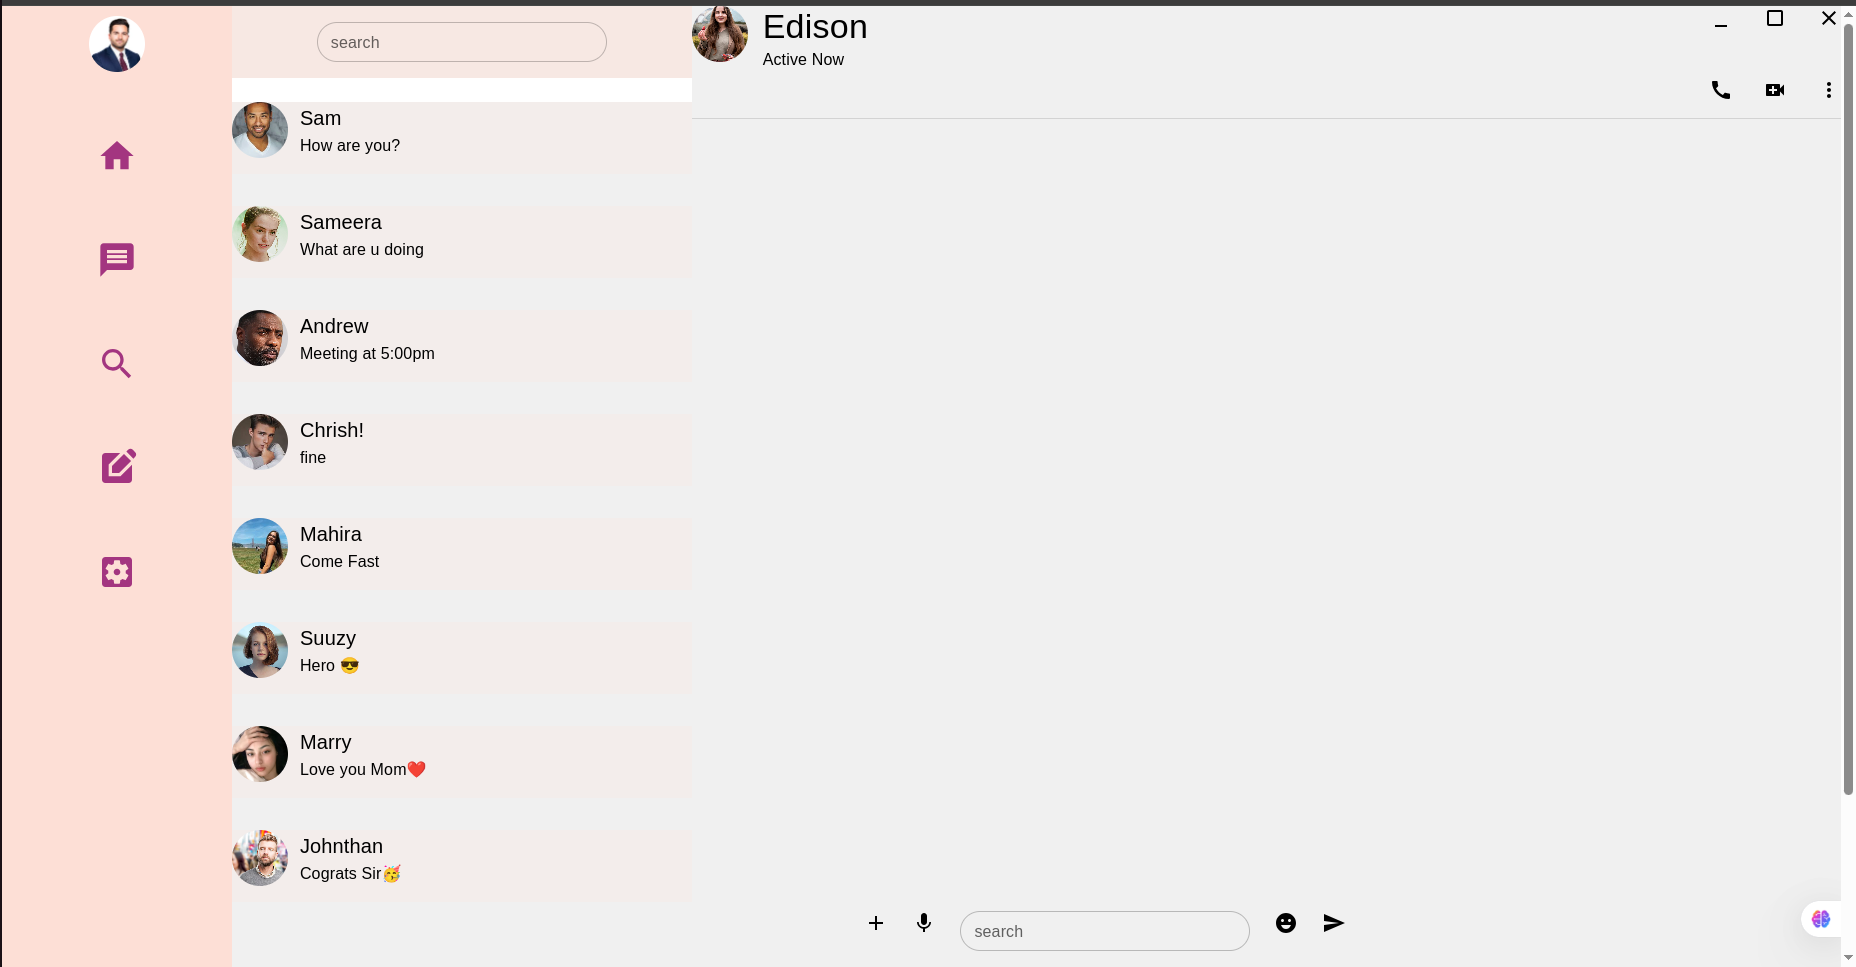 search
Sam
How are you?
Sameera
What are u doing
Andrew
Meeting at 5:00pm
Chrish!
fine
Mahira
Come Fast
Suuzy
Hero 😎
Marry
Love you Mom❤️
Johnthan
Cograts Sir🥳
Edison
Active Now
search